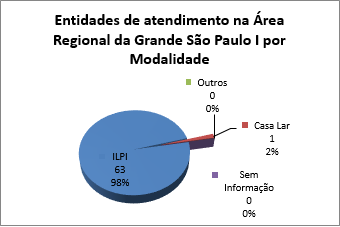 Entidades de atendimento na Área
Regional da Grande São Paulo I por
Modalidade
Outros
0
0%
Casa Lar
1
2%
ILPI
63
98%
Sem
Informação
0
0%